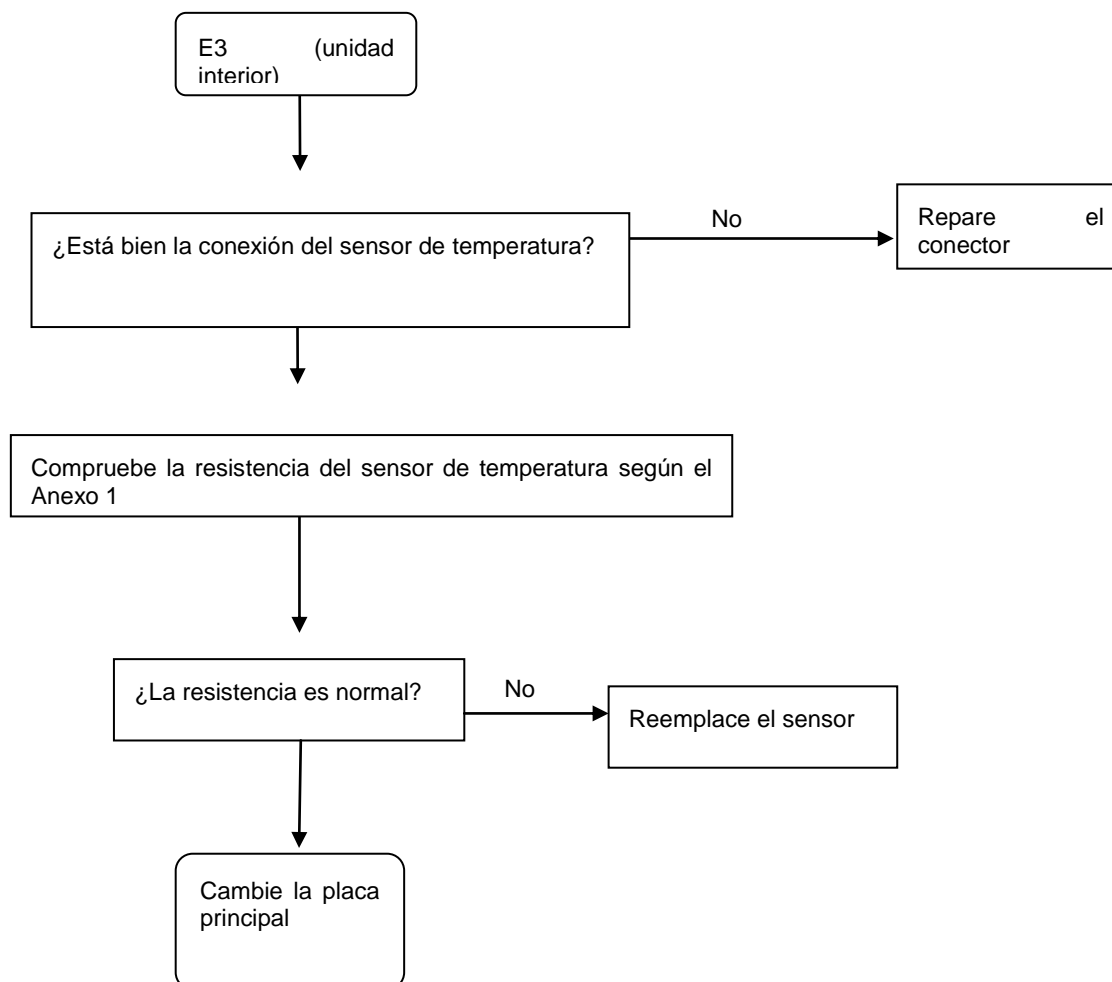 E3 (unidad
interior)
¿Está bien la conexión del sensor de temperatura?
No
Repare el
conector
Compruebe la resistencia del sensor de temperatura según el
Anexo 1
¿La resistencia es normal?
No
Reemplace el sensor
Cambie la placa
principal